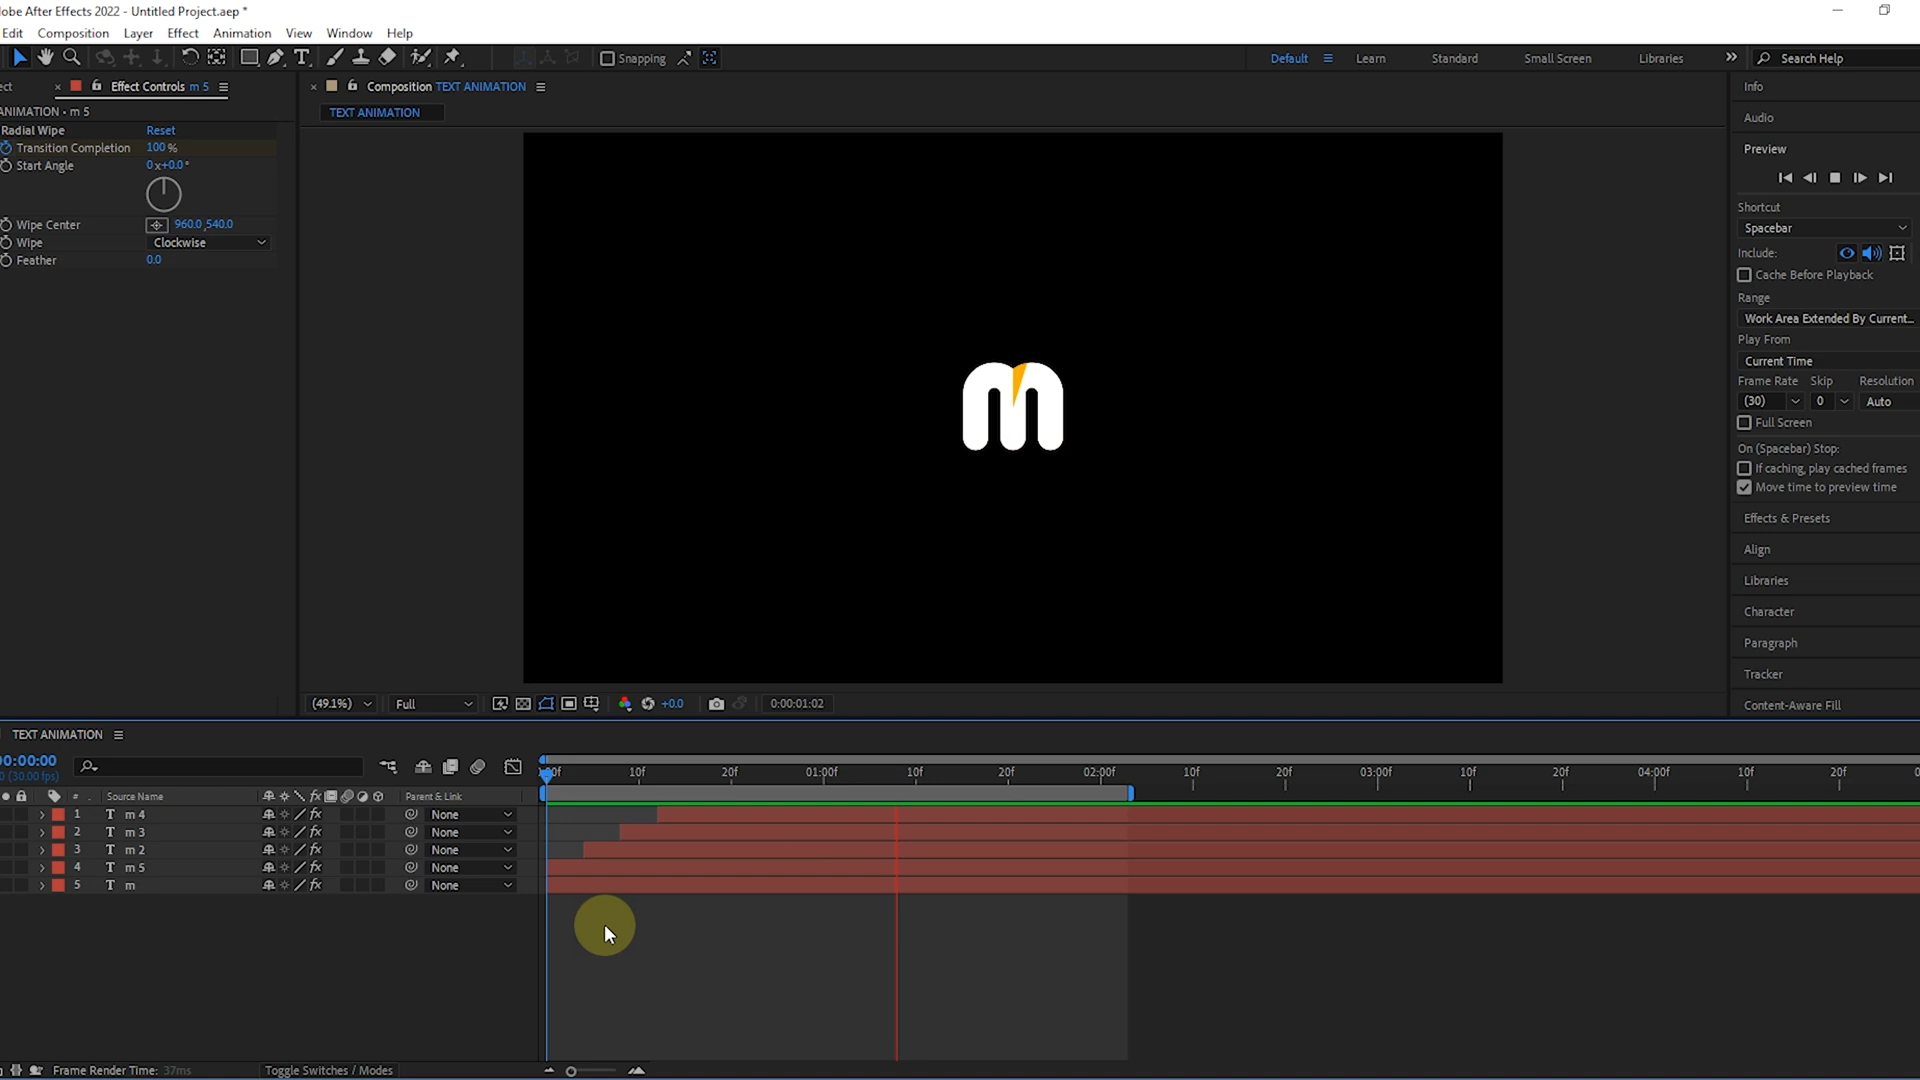 obe After Effects 2022 - Untitled Project.aep *
Edit Composition Layer Effect Animation View Window Help
Snapping Default Learn Standard Small Screen Libraries Search Help
ect Effect Controls m 5
ANIMATION • m 5
Radial Wipe Reset
Transition Completion 100 %
Start Angle 0x+0.0°
Wipe Center 960.0,540.0
Wipe Clockwise
Feather 0.0
Composition TEXT ANIMATION
TEXT ANIMATION
m
(49.1%) Full +0.0 0:00:01:02
Info
Audio
Preview
Shortcut
Spacebar
Include:
Cache Before Playback
Range
Work Area Extended By Current...
Play From
Current Time
Frame Rate Skip Resolution
(30) 0 Auto
Full Screen
On (Spacebar) Stop:
If caching, play cached frames
Move time to preview time
Effects & Presets
Align
Libraries
Character
Paragraph
Tracker
Content-Aware Fill
TEXT ANIMATION
00:00:00
0 (30.00 fps)
00f 10f 20f 01:00f 10f 20f 02:00f 10f 20f 03:00f 10f 20f 04:00f 10f 20f 0
# Source Name Parent & Link
1 T m 4 None
2 T m 3 None
3 T m 2 None
4 T m 5 None
5 T m None
Frame Render Time: 37ms Toggle Switches / Modes